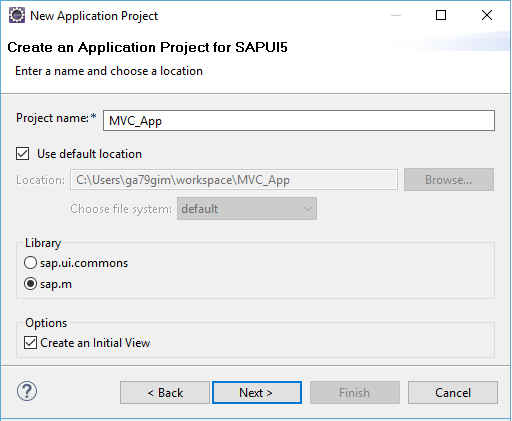 New Application Project
Create an Application Project for SAPUI5
Enter a name and choose a location
Project name:* MVC_App
Use default location
Location: C:\Users\ga79gim\workspace\MVC_App Browse...
Choose file system: default
Library
sap.ui.commons
sap.m
Options
Create an Initial View
? < Back Next > Finish Cancel